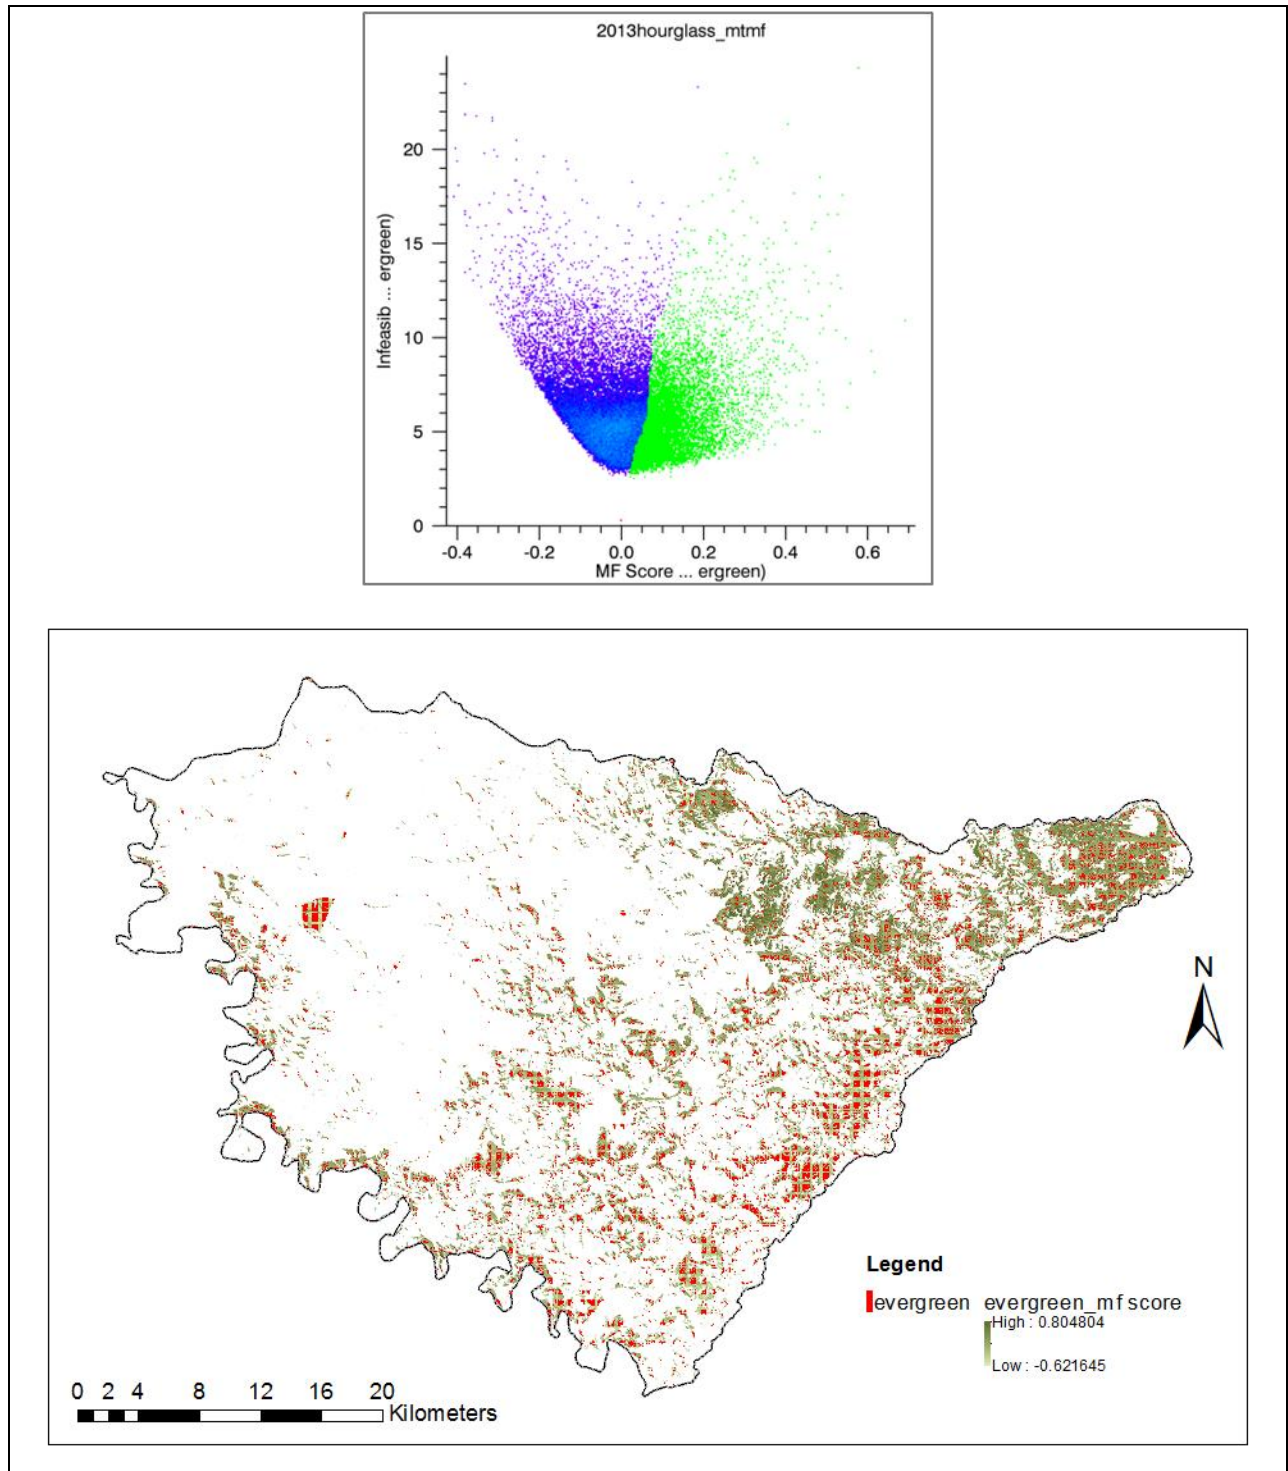 2013hourglass_mtmf
Infeasib ... ergreen)
20
15
10
5
0
-0.4 -0.2 0.0 0.2 0.4 0.6
MF Score ... ergreen)
N
Legend
evergreen evergreen_mf score
High : 0.804804
Low : -0.621645
0 2 4 8 12 16 20
Kilometers